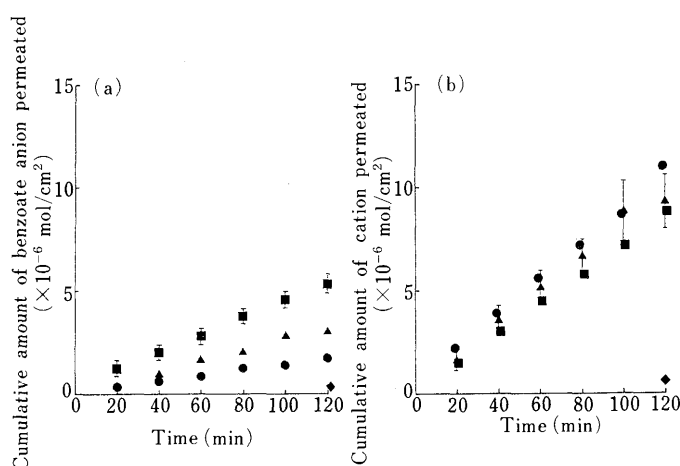 Cumulative amount of benzoate anion permeated
(×10⁻⁶ mol/cm²)
(a)
15
10
5
0
0 20 40 60 80 100 120
Time (min)
Cumulative amount of cation permeated
(×10⁻⁶ mol/cm²)
(b)
15
10
5
0
0 20 40 60 80 100 120
Time (min)